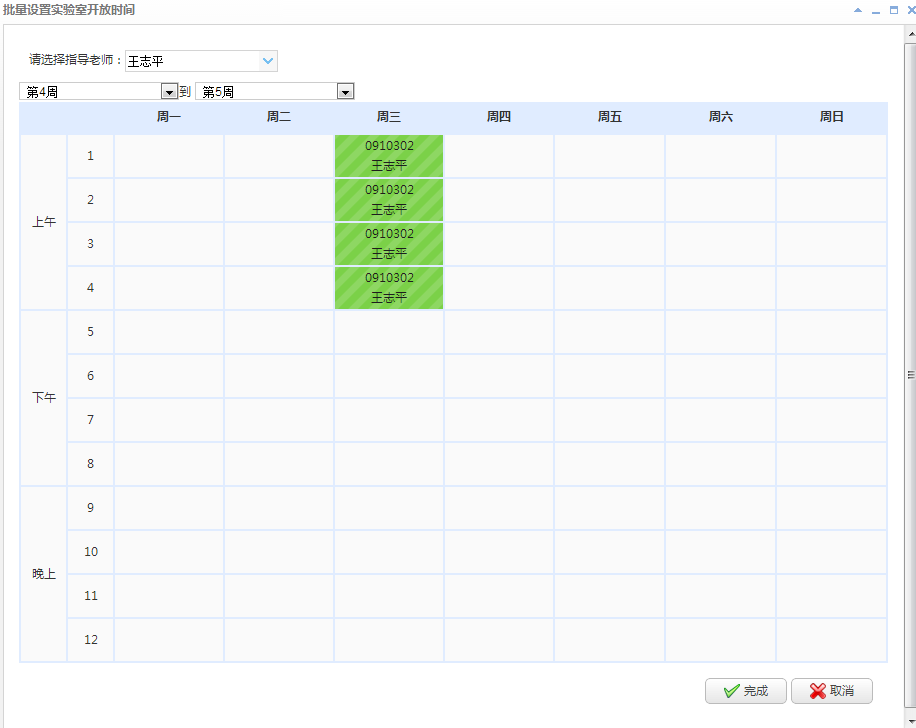 批量设置实验室开放时间
请选择指导老师： 王志平
第4周 到 第5周
周一 周二 周三 周四 周五 周六 周日
上午
1 0910302
王志平
2 0910302
王志平
3 0910302
王志平
4 0910302
王志平
下午
5
6
7
8
晚上
9
10
11
12
完成 取消